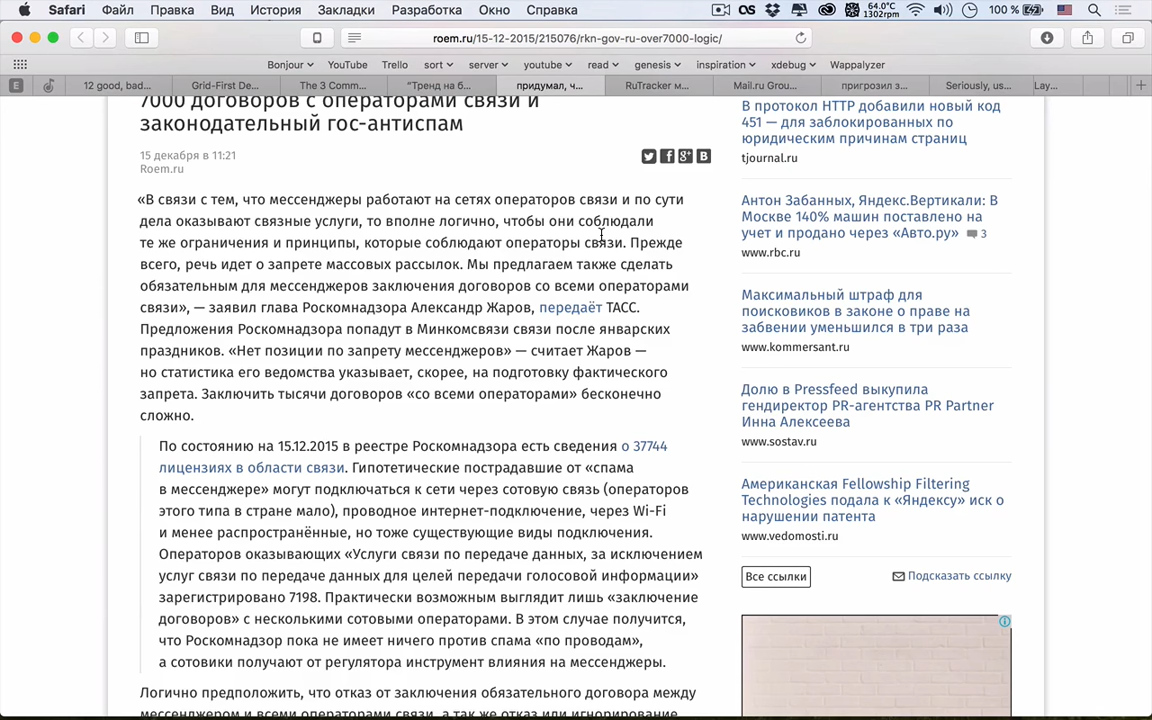 Safari Файл Правка Вид История Закладки Разработка Окно Справка 64.0°C 1302rpm 100 %
roem.ru/15-12-2015/215076/rkn-gov-ru-over7000-logic/
Bonjour YouTube Trello sort server youtube read genesis inspiration xdebug Wappalyzer
12 good, bad... Grid-First De... The 3 Comm... "Тренд на б... придумал, ч... RuTracker м... Mail.ru Grou... пригрозил з... Seriously, us... Lay...
7000 договоров с операторами связи и
законодательный гос-антиспам
15 декабря в 11:21
Roem.ru
«В связи с тем, что мессенджеры работают на сетях операторов связи и по сути
дела оказывают связные услуги, то вполне логично, чтобы они соблюдали
те же ограничения и принципы, которые соблюдают операторы связи. Прежде
всего, речь идет о запрете массовых рассылок. Мы предлагаем также сделать
обязательным для мессенджеров заключения договоров со всеми операторами
связи», — заявил глава Роскомнадзора Александр Жаров, передаёт ТАСС.
Предложения Роскомнадзора попадут в Минкомсвязи связи после январских
праздников. «Нет позиции по запрету мессенджеров» — считает Жаров —
но статистика его ведомства указывает, скорее, на подготовку фактического
запрета. Заключить тысячи договоров «со всеми операторами» бесконечно
сложно.
По состоянию на 15.12.2015 в реестре Роскомнадзора есть сведения о 37744
лицензиях в области связи. Гипотетические пострадавшие от «спама
в мессенджере» могут подключаться к сети через сотовую связь (операторов
этого типа в стране мало), проводное интернет-подключение, через Wi-Fi
и менее распространённые, но тоже существующие виды подключения.
Операторов оказывающих «Услуги связи по передаче данных, за исключением
услуг связи по передаче данных для целей передачи голосовой информации»
зарегистрировано 7198. Практически возможным выглядит лишь «заключение
договоров» с несколькими сотовыми операторами. В этом случае получится,
что Роскомнадзор пока не имеет ничего против спама «по проводам»,
а сотовики получают от регулятора инструмент влияния на мессенджеры.
Логично предположить, что отказ от заключения обязательного договора между
мессенджером и всеми операторами связи, а так же отказ или игнорирование
В протокол HTTP добавили новый код
451 — для заблокированных по
юридическим причинам страниц
tjournal.ru
Антон Забанных, Яндекс.Вертикали: В
Москве 140% машин поставлено на
учет и продано через «Авто.ру» 3
www.rbc.ru
Максимальный штраф для
поисковиков в законе о праве на
забвении уменьшился в три раза
www.kommersant.ru
Долю в Pressfeed выкупила
гендиректор PR-агентства PR Partner
Инна Алексеева
www.sostav.ru
Американская Fellowship Filtering
Technologies подала к «Яндексу» иск о
нарушении патента
www.vedomosti.ru
Все ссылки Подсказать ссылку